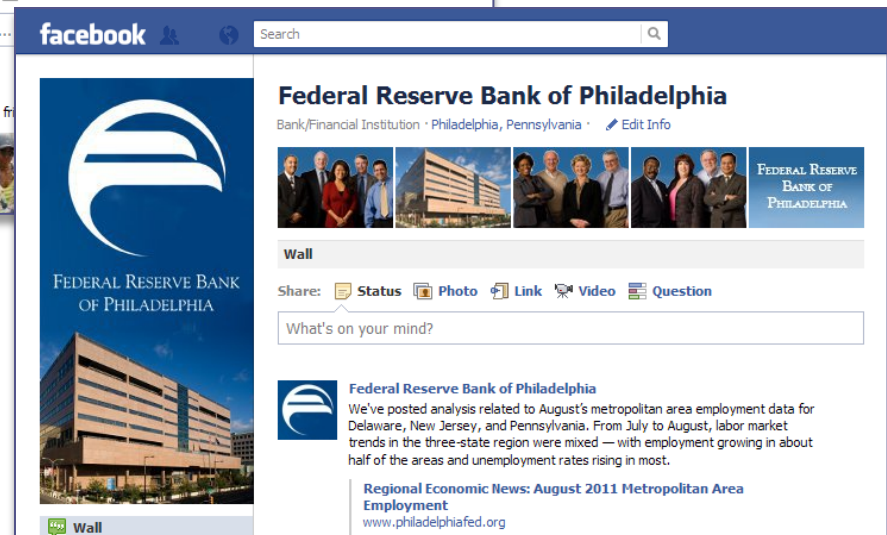 fri
facebook
Search
FEDERAL RESERVE BANK
OF PHILADELPHIA
Wall
Federal Reserve Bank of Philadelphia
Bank/Financial Institution · Philadelphia, Pennsylvania · Edit Info
FEDERAL RESERVE
BANK OF
PHILADELPHIA
Wall
Share: Status Photo Link Video Question
What's on your mind?
Federal Reserve Bank of Philadelphia
We've posted analysis related to August's metropolitan area employment data for
Delaware, New Jersey, and Pennsylvania. From July to August, labor market
trends in the three-state region were mixed — with employment growing in about
half of the areas and unemployment rates rising in most.
Regional Economic News: August 2011 Metropolitan Area
Employment
www.philadelphiafed.org